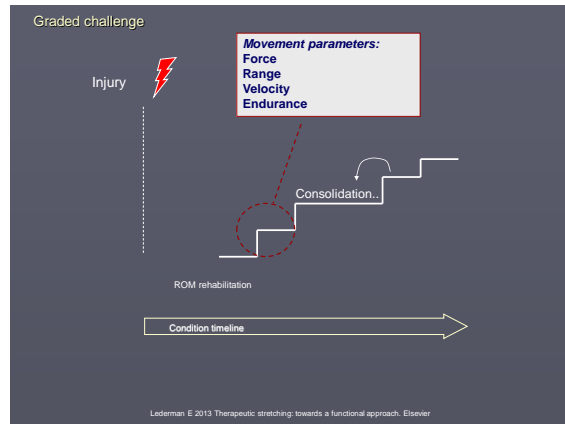 Graded challenge
Movement parameters:
Force
Range
Velocity
Endurance
Injury
Consolidation..
ROM rehabilitation
Condition timeline
Lederman E 2013 Therapeutic stretching: towards a functional approach. Elsevier